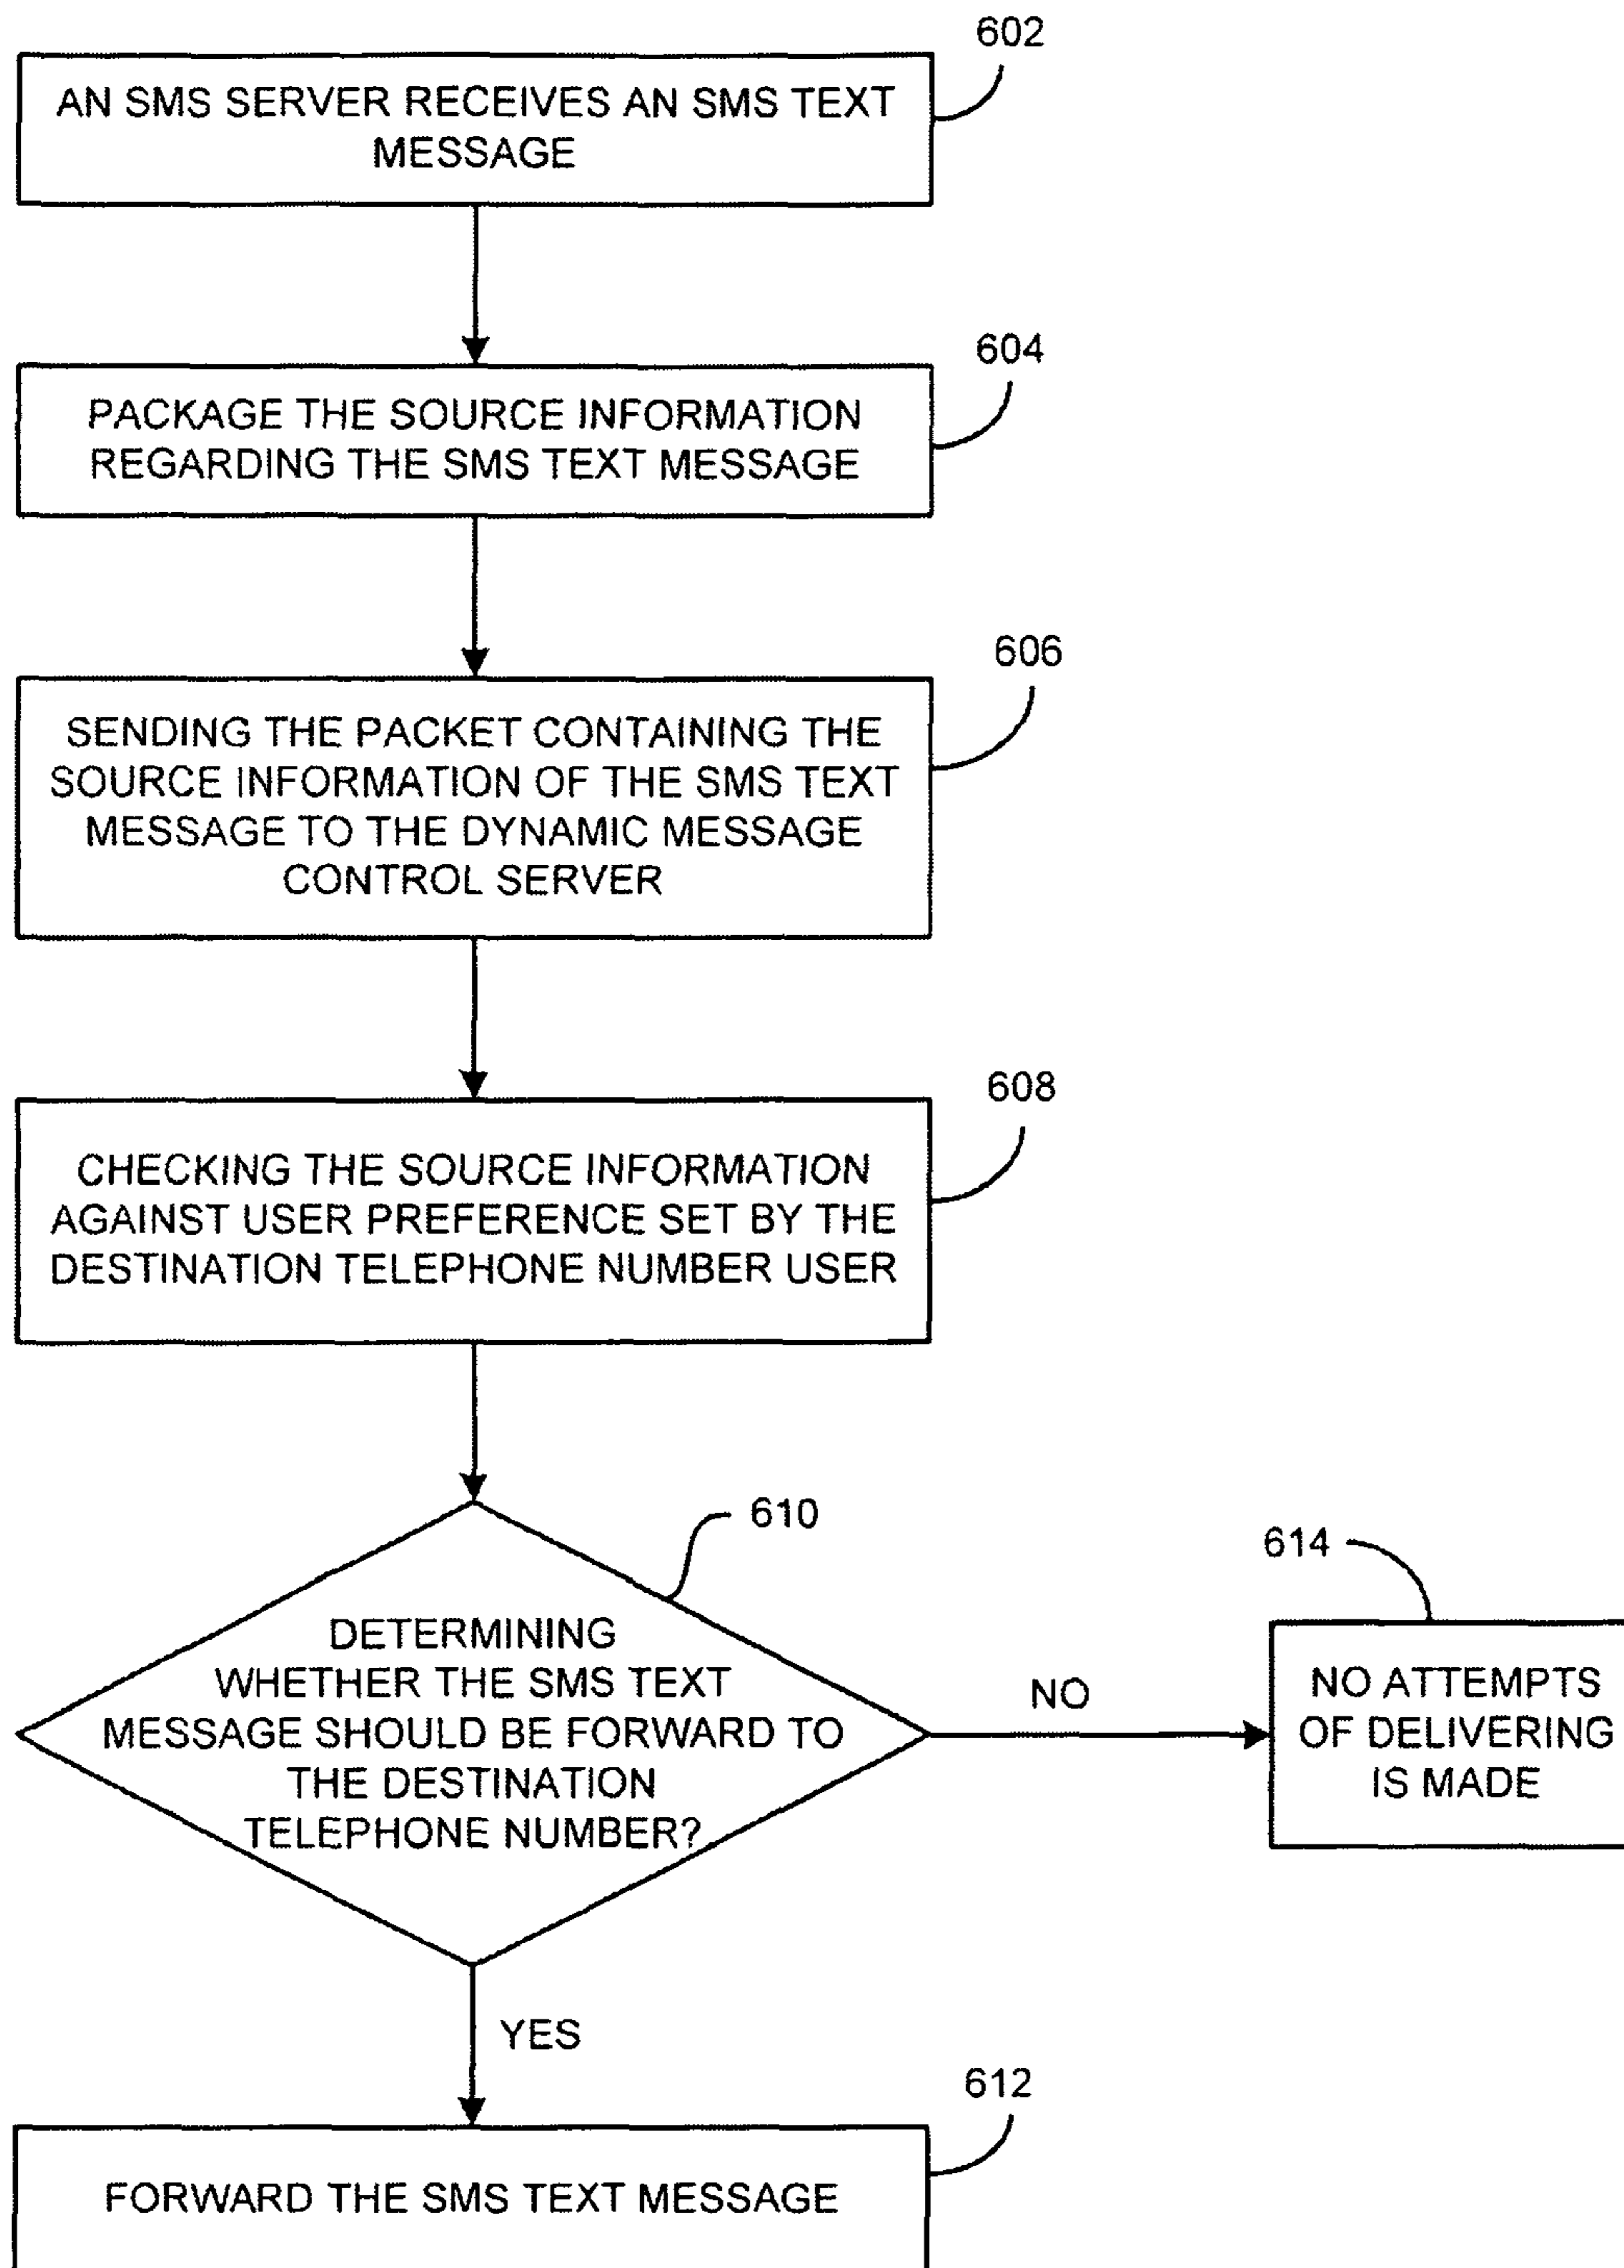 602
AN SMS SERVER RECEIVES AN SMS TEXT
MESSAGE
604
PACKAGE THE SOURCE INFORMATION
REGARDING THE SMS TEXT MESSAGE
606
SENDING THE PACKET CONTAINING THE
SOURCE INFORMATION OF THE SMS TEXT
MESSAGE TO THE DYNAMIC MESSAGE
CONTROL SERVER
608
CHECKING THE SOURCE INFORMATION
AGAINST USER PREFERENCE SET BY THE
DESTINATION TELEPHONE NUMBER USER
610
DETERMINING
WHETHER THE SMS TEXT
MESSAGE SHOULD BE FORWARD TO
THE DESTINATION
TELEPHONE NUMBER?
NO
614
NO ATTEMPTS
OF DELIVERING
IS MADE
YES
612
FORWARD THE SMS TEXT MESSAGE